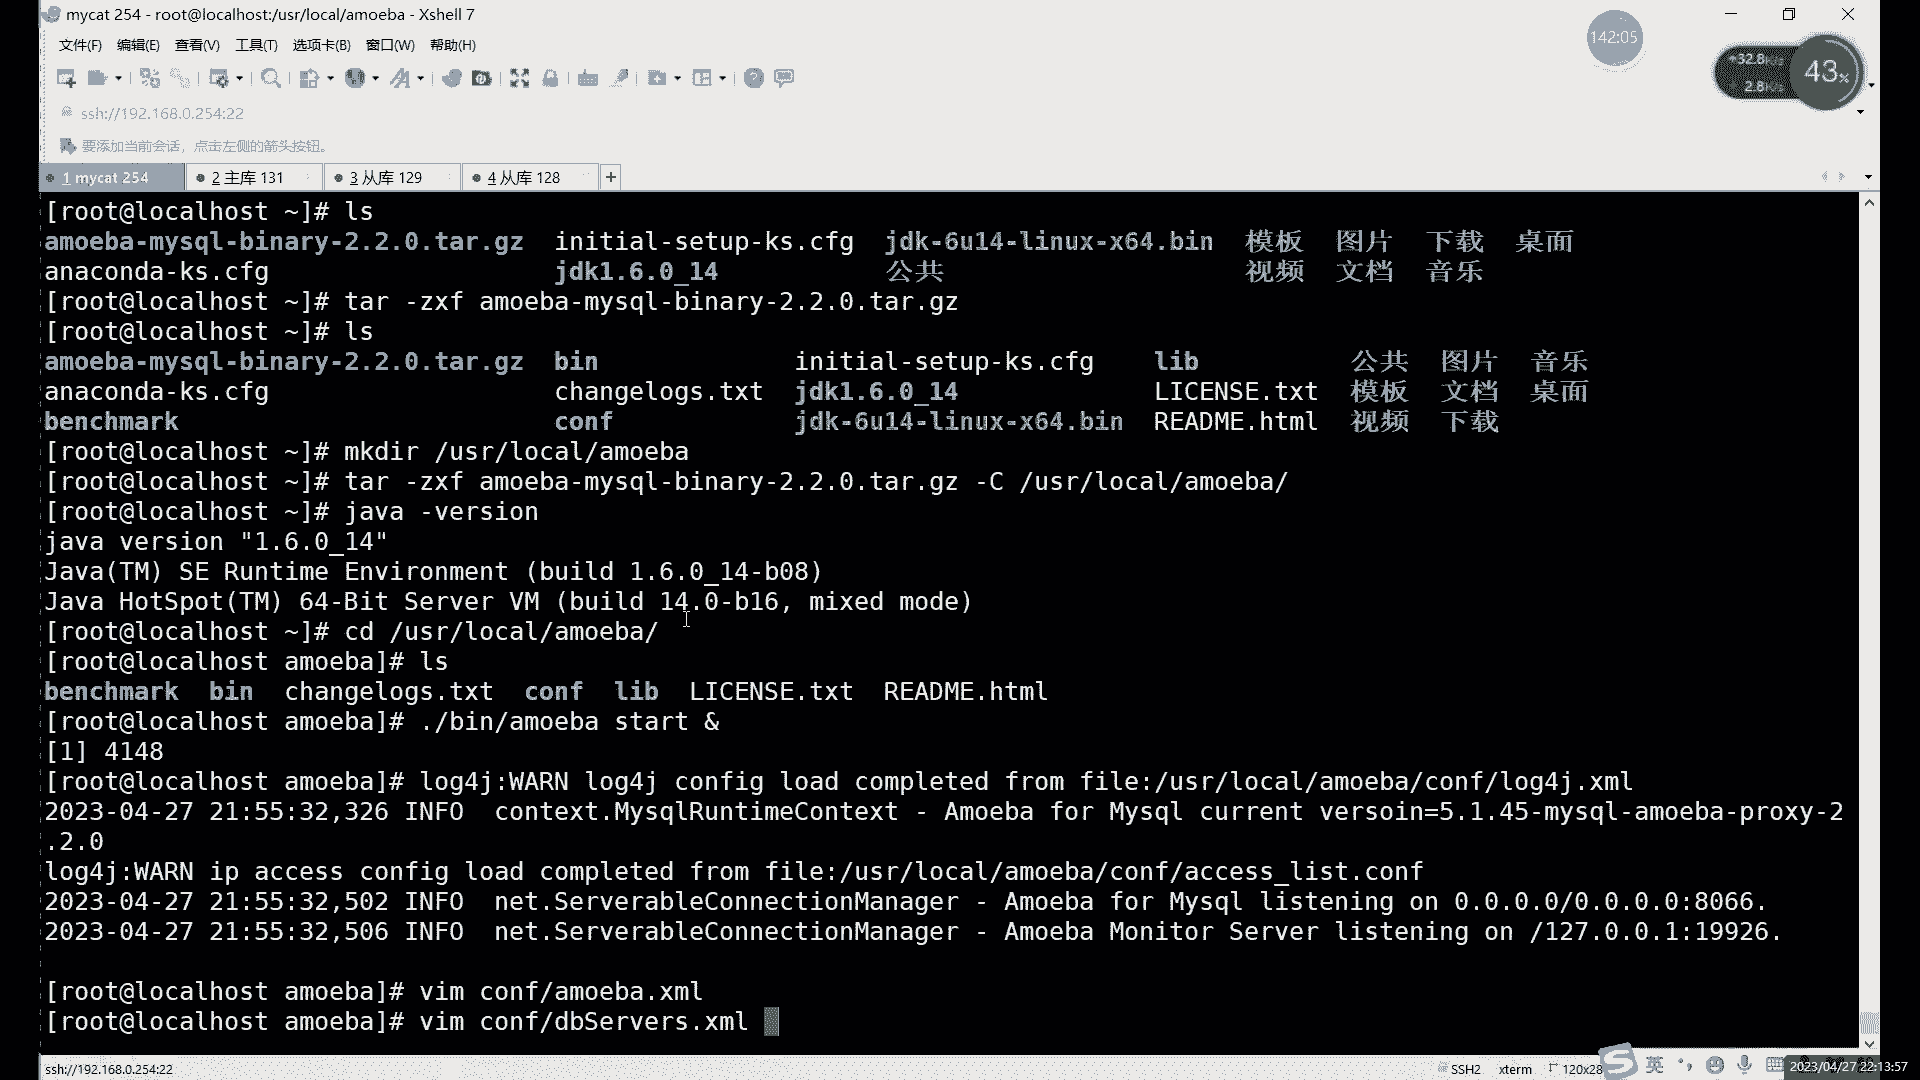 mycat 254 - root@localhost:/usr/local/amoeba - Xshell 7
142:05
文件(F) 编辑(E) 查看(V) 工具(T) 选项卡(B) 窗口(W) 帮助(H)
+32.8K/s
2.8K/s
43%
ssh://192.168.0.254:22
要添加当前会话，点击左侧的箭头按钮。
1 mycat 254 2 主库 131 3 从库 129 4 从库 128 +
[root@localhost ~]# ls
amoeba-mysql-binary-2.2.0.tar.gz initial-setup-ks.cfg jdk-6u14-linux-x64.bin 模板 图片 下载 桌面
anaconda-ks.cfg jdk1.6.0_14 公共 视频 文档 音乐
[root@localhost ~]# tar -zxf amoeba-mysql-binary-2.2.0.tar.gz
[root@localhost ~]# ls
amoeba-mysql-binary-2.2.0.tar.gz bin initial-setup-ks.cfg lib 公共 图片 音乐
anaconda-ks.cfg changelogs.txt jdk1.6.0_14 LICENSE.txt 模板 文档 桌面
benchmark conf jdk-6u14-linux-x64.bin README.html 视频 下载
[root@localhost ~]# mkdir /usr/local/amoeba
[root@localhost ~]# tar -zxf amoeba-mysql-binary-2.2.0.tar.gz -C /usr/local/amoeba/
[root@localhost ~]# java -version
java version "1.6.0_14"
Java(TM) SE Runtime Environment (build 1.6.0_14-b08)
Java HotSpot(TM) 64-Bit Server VM (build 14.0-b16, mixed mode)
[root@localhost ~]# cd /usr/local/amoeba/
[root@localhost amoeba]# ls
benchmark bin changelogs.txt conf lib LICENSE.txt README.html
[root@localhost amoeba]# ./bin/amoeba start &
[1] 4148
[root@localhost amoeba]# log4j:WARN log4j config load completed from file:/usr/local/amoeba/conf/log4j.xml
2023-04-27 21:55:32,326 INFO context.MysqlRuntimeContext - Amoeba for Mysql current versoin=5.1.45-mysql-amoeba-proxy-2
.2.0
log4j:WARN ip access config load completed from file:/usr/local/amoeba/conf/access_list.conf
2023-04-27 21:55:32,502 INFO net.ServerableConnectionManager - Amoeba for Mysql listening on 0.0.0.0/0.0.0.0:8066.
2023-04-27 21:55:32,506 INFO net.ServerableConnectionManager - Amoeba Monitor Server listening on /127.0.0.1:19926.
[root@localhost amoeba]# vim conf/amoeba.xml
[root@localhost amoeba]# vim conf/dbServers.xml
ssh://192.168.0.254:22 SSH2 xterm 120x28 英 2023/04/27 22:13:57